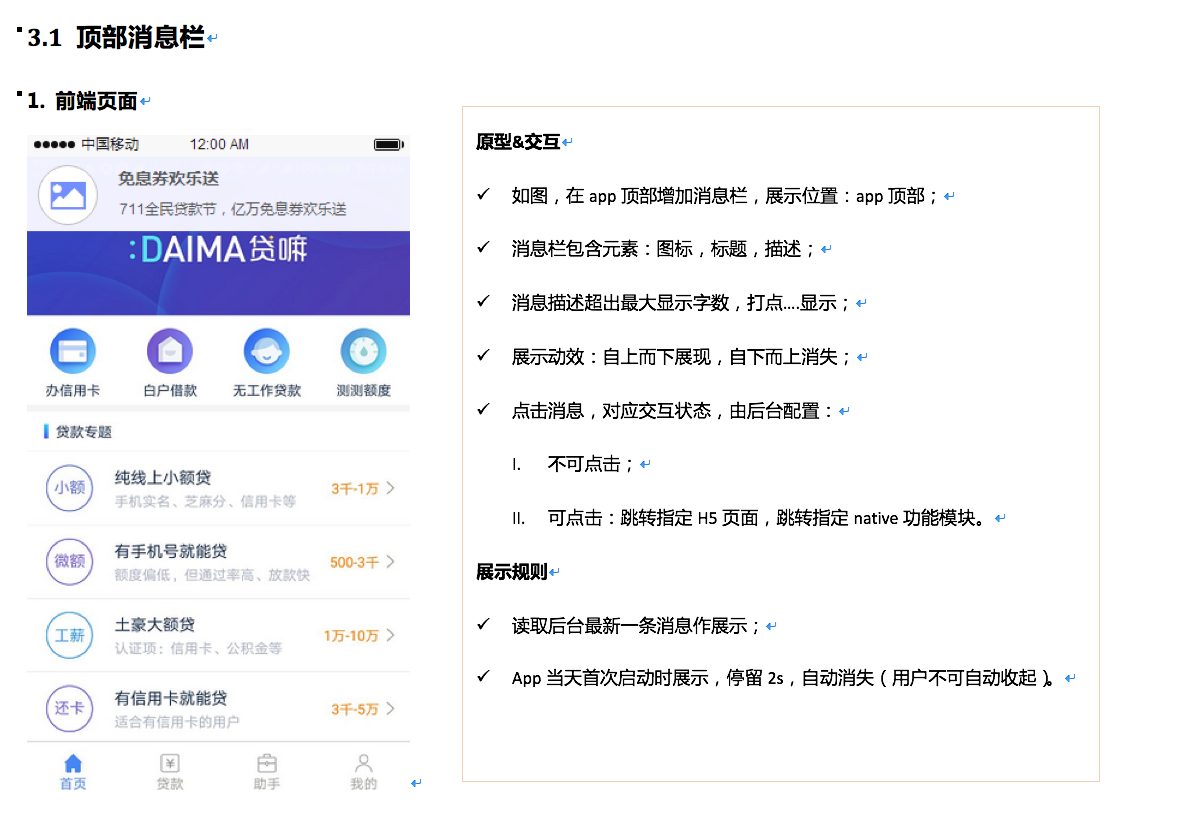 3.1 顶部消息栏
1. 前端页面
中国移动 12:00 AM
免息券欢乐送
711全民贷款节，亿万免息券欢乐送
:DAIMA贷嘛
办信用卡 白户借款 无工作贷款 测测额度
贷款专题
小额 纯线上小额贷 3千-1万
手机实名、芝麻分、信用卡等
微额 有手机号就能贷 500-3千
额度偏低，但通过率高、放款快
工薪 土豪大额贷 1万-10万
认证项：信用卡、公积金等
还卡 有信用卡就能贷 3千-5万
适合有信用卡的用户
首页 贷款 助手 我的
原型&交互
✓ 如图，在 app 顶部增加消息栏，展示位置：app 顶部；
✓ 消息栏包含元素：图标，标题，描述；
✓ 消息描述超出最大显示字数，打点....显示；
✓ 展示动效：自上而下展现，自下而上消失；
✓ 点击消息，对应交互状态，由后台配置：
I. 不可点击；
II. 可点击：跳转指定 H5 页面，跳转指定 native 功能模块。
展示规则
✓ 读取后台最新一条消息作展示；
✓ App 当天首次启动时展示，停留 2s，自动消失（用户不可自动收起）。